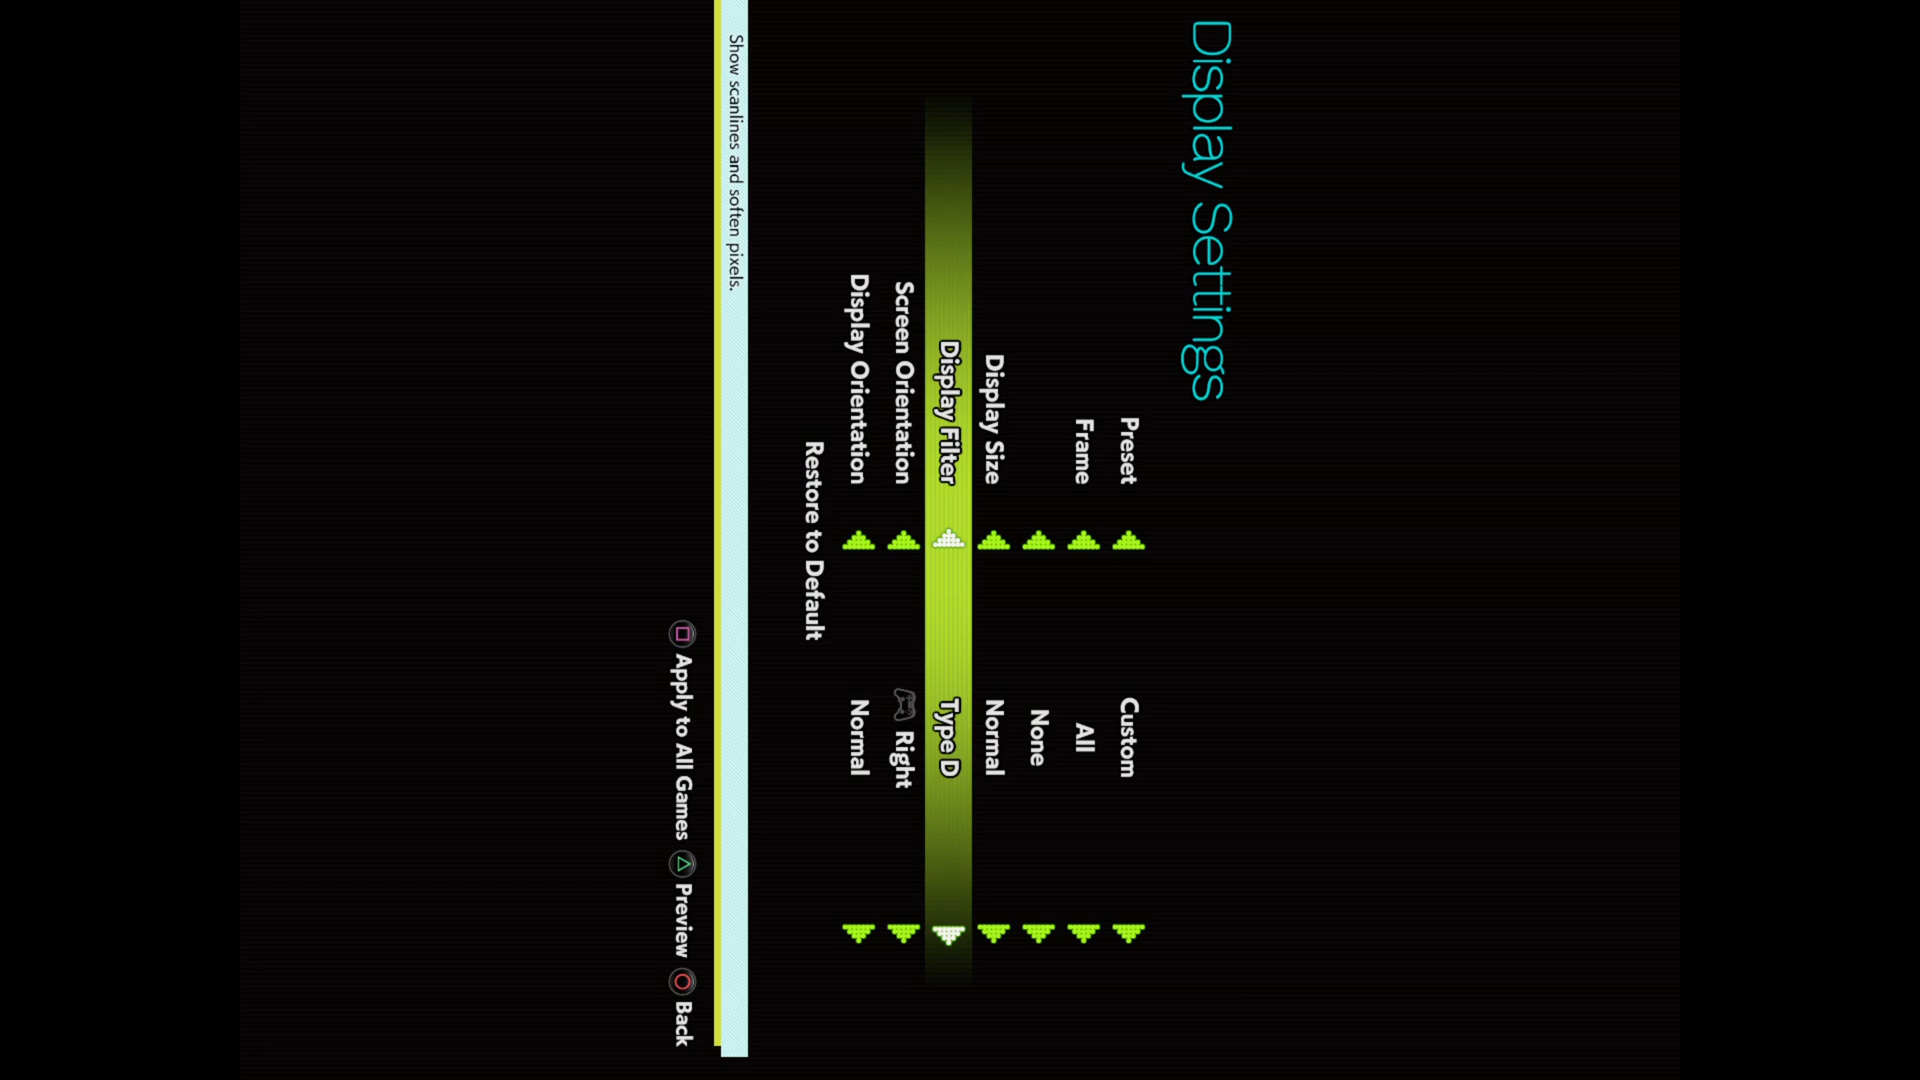 Display Settings
Preset Custom
Frame All
None
Display Size Normal
Display Filter Type D
Screen Orientation Right
Display Orientation Normal
Restore to Default
Show scanlines and soften pixels.
Apply to All Games Preview Back